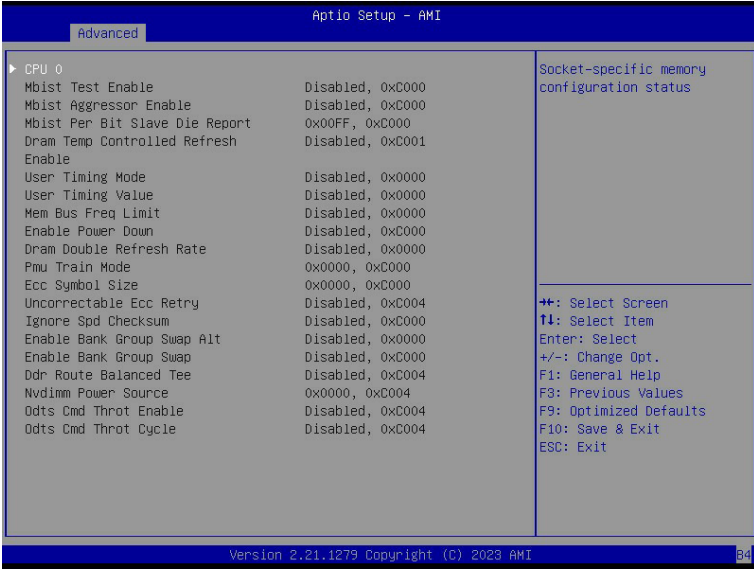 Aptio Setup – AMI
Advanced
▶ CPU 0
Mbist Test Enable Disabled, 0xC000
Mbist Aggressor Enable Disabled, 0xC000
Mbist Per Bit Slave Die Report 0x00FF, 0xC000
Dram Temp Controlled Refresh Disabled, 0xC001
Enable
User Timing Mode Disabled, 0x0000
User Timing Value Disabled, 0x0000
Mem Bus Freq Limit Disabled, 0x0000
Enable Power Down Disabled, 0xC000
Dram Double Refresh Rate Disabled, 0x0000
Pmu Train Mode 0x0000, 0xC000
Ecc Symbol Size 0x0000, 0xC000
Uncorrectable Ecc Retry Disabled, 0xC004
Ignore Spd Checksum Disabled, 0xC000
Enable Bank Group Swap Alt Disabled, 0xC000
Enable Bank Group Swap Disabled, 0xC000
Ddr Route Balanced Tee Disabled, 0xC004
Nvdimm Power Source 0x0000, 0xC004
Odts Cmd Throt Enable Disabled, 0xC004
Odts Cmd Throt Cycle Disabled, 0xC004
Socket–specific memory
configuration status
→←: Select Screen
↑↓: Select Item
Enter: Select
+/–: Change Opt.
F1: General Help
F3: Previous Values
F9: Optimized Defaults
F10: Save & Exit
ESC: Exit
Version 2.21.1279 Copyright (C) 2023 AMI
B4